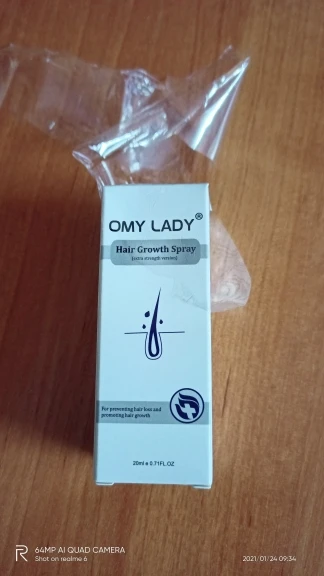 OMY LADY®
Hair Growth Spray
[extra strength version]
For preventing hair loss and
promoting hair growth
20ml e 0.71FL.OZ
R
64MP AI QUAD CAMERA
Shot on realme 6
2021/01/24 09:34